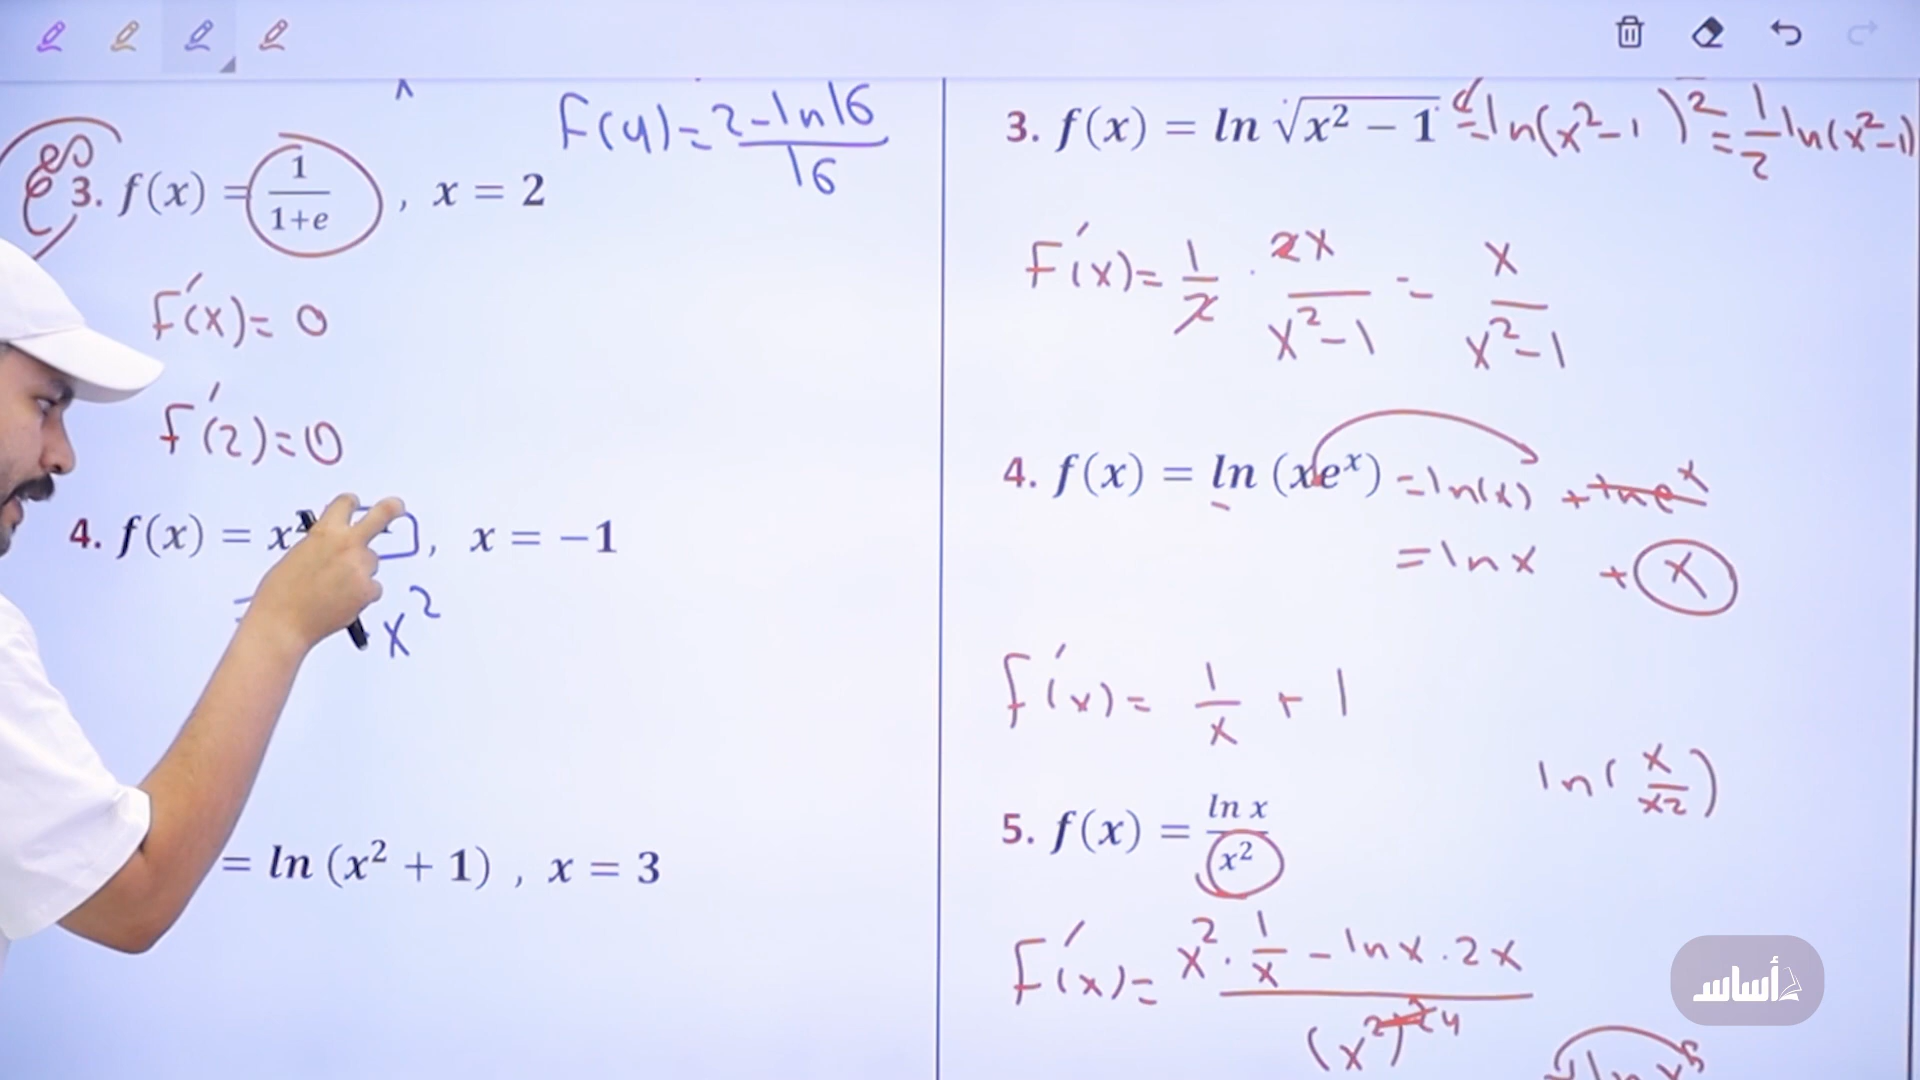 F(4) = 2 - ln16 / 16
3. f(x) = 1 / 1+e , x = 2
F'(x) = 0
F'(2) = 0
4. f(x) = x , x = −1
= x²
= ln (x² + 1) , x = 3
3. f(x) = ln √x² − 1 = ln(x²-1)² = 1/2 ln(x²-1)
F'(x) = 1/2 · 2x / x²-1 = x / x²-1
4. f(x) = ln (xeˣ) = ln(x) + lneˣ
= ln x + x
F'(x) = 1/x + 1
ln(x/x2)
5. f(x) = ln x / x²
F'(x) = x² · 1/x - ln x · 2x / (x²)² 4
ln x⁵
أساس